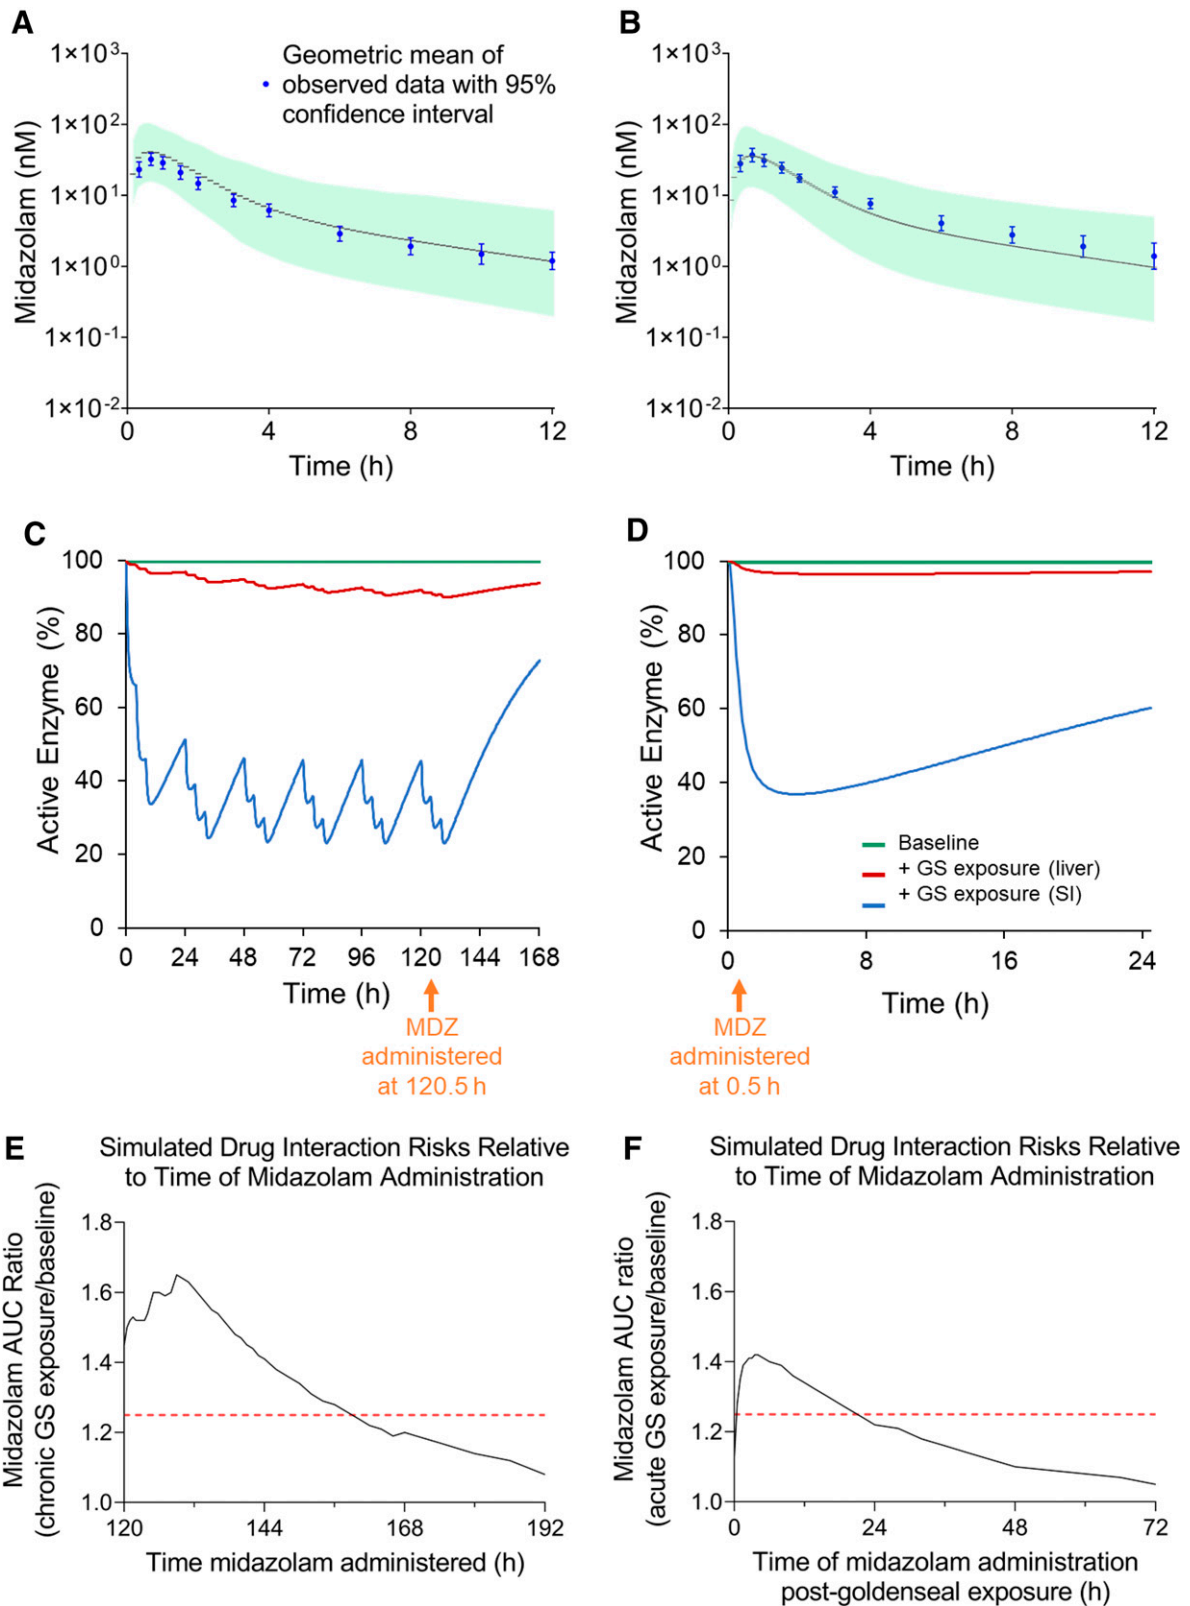 A
Geometric mean of
observed data with 95%
confidence interval
Midazolam (nM)
1×10³
1×10²
1×10¹
1×10⁰
1×10⁻¹
1×10⁻²
0
4
8
12
Time (h)
B
Midazolam (nM)
1×10³
1×10²
1×10¹
1×10⁰
1×10⁻¹
1×10⁻²
0
4
8
12
Time (h)
C
Active Enzyme (%)
100
80
60
40
20
0
0 24 48 72 96 120 144 168
Time (h)
MDZ
administered
at 120.5 h
D
Active Enzyme (%)
100
80
60
40
20
0
Baseline
+ GS exposure (liver)
+ GS exposure (SI)
0 8 16 24
Time (h)
MDZ
administered
at 0.5 h
E
Simulated Drug Interaction Risks Relative
to Time of Midazolam Administration
Midazolam AUC Ratio
(chronic GS exposure/baseline)
1.8
1.6
1.4
1.2
1.0
120 144 168 192
Time midazolam administered (h)
F
Simulated Drug Interaction Risks Relative
to Time of Midazolam Administration
Midazolam AUC ratio
(acute GS exposure/baseline)
1.8
1.6
1.4
1.2
1.0
0 24 48 72
Time of midazolam administration
post-goldenseal exposure (h)